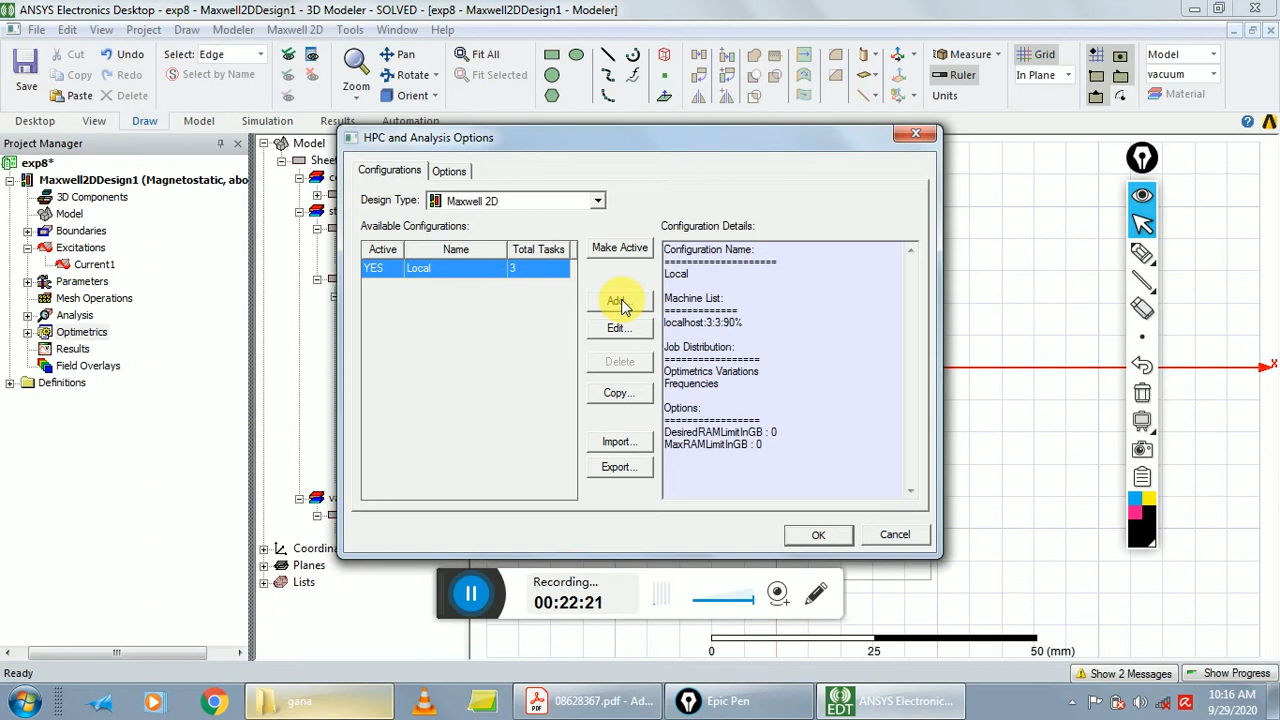 ANSYS Electronics Desktop - exp8 - Maxwell2DDesign1 - 3D Modeler - SOLVED - [exp8 - Maxwell2DDesign1 - Modeler]
File Edit View Project Draw Modeler Maxwell 2D Tools Window Help
Save Cut Undo Select: Edge Zoom Pan Fit All Measure Grid Model
Copy Redo Select by Name Rotate Fit Selected Ruler In Plane vacuum
Paste Delete Orient Units Material
Desktop View Draw Model Simulation Results Automation
Project Manager
exp8*
Maxwell2DDesign1 (Magnetostatic, abo
3D Components
Model
Boundaries
Excitations
Current1
Parameters
Mesh Operations
Analysis
Optimetrics
Results
Field Overlays
Definitions
Model
Planes
Lists
HPC and Analysis Options
Configurations Options
Design Type: Maxwell 2D
Available Configurations:
Active Name Total Tasks
YES Local 3
Make Active
Add...
Edit...
Delete
Copy...
Import...
Export...
Configuration Details:
Configuration Name:
====================
Local
Machine List:
=============
localhost:3:3:90%
Job Distribution:
=================
Optimetrics Variations
Frequencies
Options:
=================
DesiredRAMLimitInGB : 0
MaxRAMLimitInGB : 0
OK Cancel
Recording...
00:22:21
X
0 25 50 (mm)
Ready
Show 2 Messages Show Progress
gana 08628367.pdf - Ad... Epic Pen ANSYS Electronic...
10:16 AM
9/29/2020